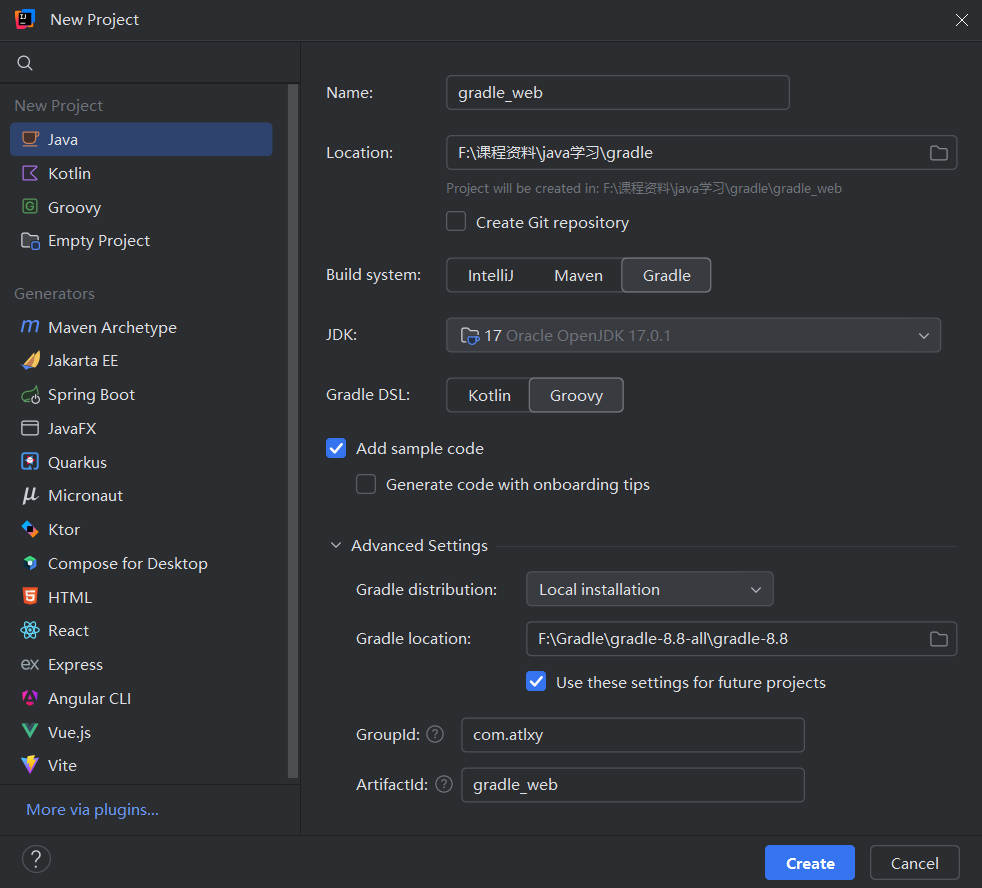 New Project
New Project
Java
Kotlin
Groovy
Empty Project
Generators
Maven Archetype
Jakarta EE
Spring Boot
JavaFX
Quarkus
Micronaut
Ktor
Compose for Desktop
HTML
React
Express
Angular CLI
Vue.js
Vite
More via plugins...
Name: gradle_web
Location: F:\课程资料\java学习\gradle
Project will be created in: F:\课程资料\java学习\gradle\gradle_web
Create Git repository
Build system: IntelliJ Maven Gradle
JDK: 17 Oracle OpenJDK 17.0.1
Gradle DSL: Kotlin Groovy
Add sample code
Generate code with onboarding tips
Advanced Settings
Gradle distribution: Local installation
Gradle location: F:\Gradle\gradle-8.8-all\gradle-8.8
Use these settings for future projects
GroupId: ? com.atlxy
ArtifactId: ? gradle_web
? Create Cancel